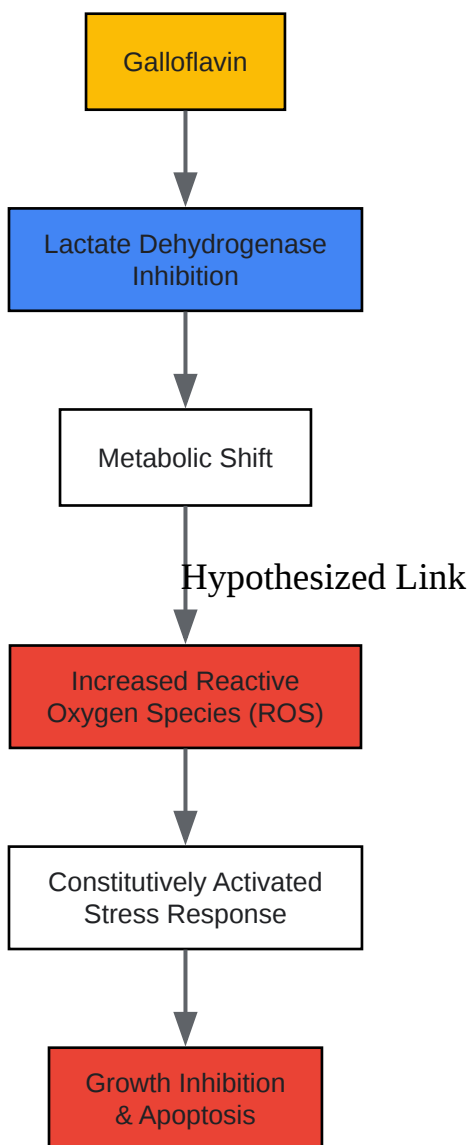 Galloflavin
Lactate Dehydrogenase
Inhibition
Metabolic Shift
Hypothesized Link
Increased Reactive
Oxygen Species (ROS)
Constitutively Activated
Stress Response
Growth Inhibition
& Apoptosis